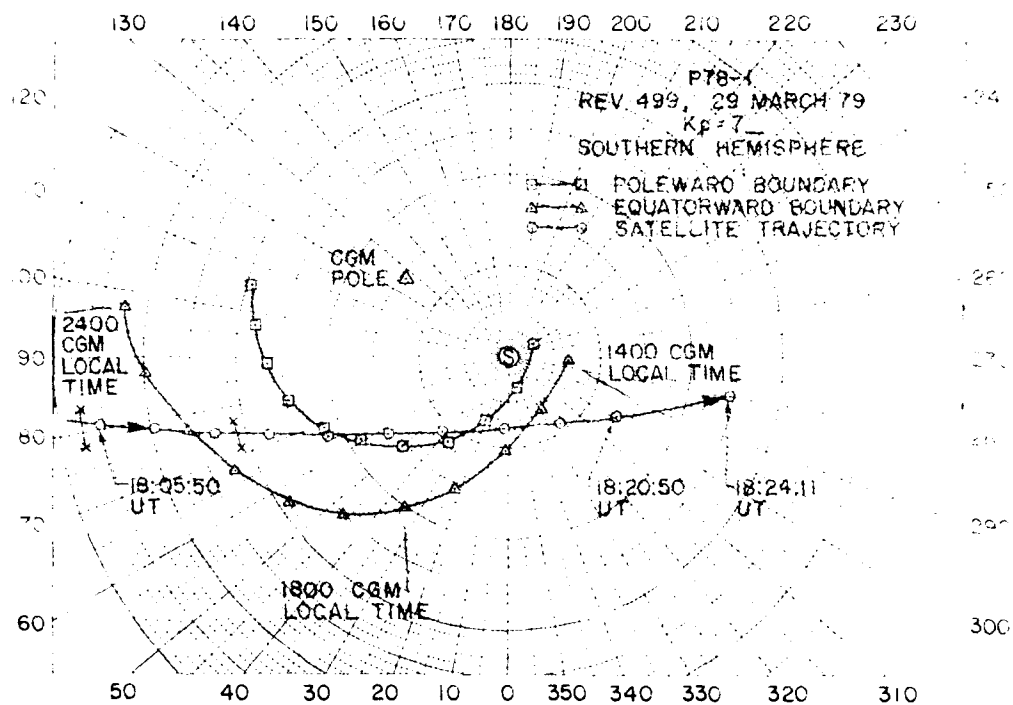 130 140 150 160 170 180 190 200 210 220 230
P78-1
REV 499, 29 MARCH 79
Kp=7_
SOUTHERN HEMISPHERE
POLEWARD BOUNDARY
EQUATORWARD BOUNDARY
SATELLITE TRAJECTORY
CGM
POLE
2400
CGM
LOCAL
TIME
S
1400 CGM
LOCAL TIME
90
80
70
60
18:05:50
UT
18:20:50
UT
18:24:11
UT
1800 CGM
LOCAL TIME
300
50 40 30 20 10 0 350 340 330 320 310